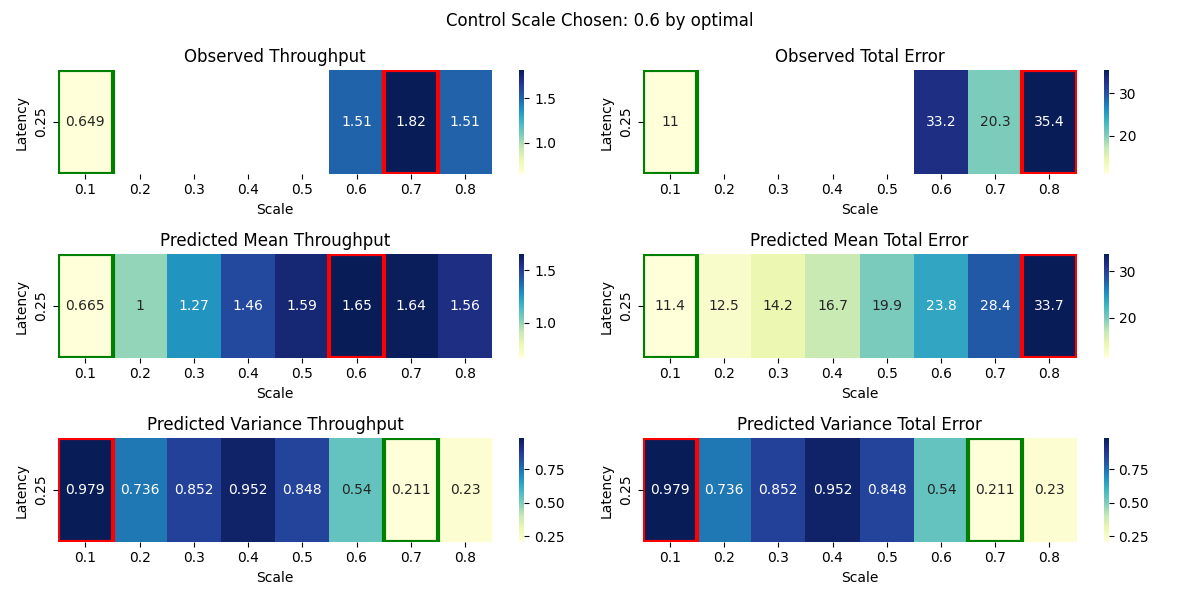 Control Scale Chosen: 0.6 by optimal
Observed Throughput
Latency
0.25
0.649 1.51 1.82 1.51
0.1 0.2 0.3 0.4 0.5 0.6 0.7 0.8
Scale
1.5
1.0
Observed Total Error
Latency
0.25
11 33.2 20.3 35.4
0.1 0.2 0.3 0.4 0.5 0.6 0.7 0.8
Scale
30
20
Predicted Mean Throughput
Latency
0.25
0.665 1 1.27 1.46 1.59 1.65 1.64 1.56
0.1 0.2 0.3 0.4 0.5 0.6 0.7 0.8
Scale
1.5
1.0
Predicted Mean Total Error
Latency
0.25
11.4 12.5 14.2 16.7 19.9 23.8 28.4 33.7
0.1 0.2 0.3 0.4 0.5 0.6 0.7 0.8
Scale
30
20
Predicted Variance Throughput
Latency
0.25
0.979 0.736 0.852 0.952 0.848 0.54 0.211 0.23
0.1 0.2 0.3 0.4 0.5 0.6 0.7 0.8
Scale
0.75
0.50
0.25
Predicted Variance Total Error
Latency
0.25
0.979 0.736 0.852 0.952 0.848 0.54 0.211 0.23
0.1 0.2 0.3 0.4 0.5 0.6 0.7 0.8
Scale
0.75
0.50
0.25